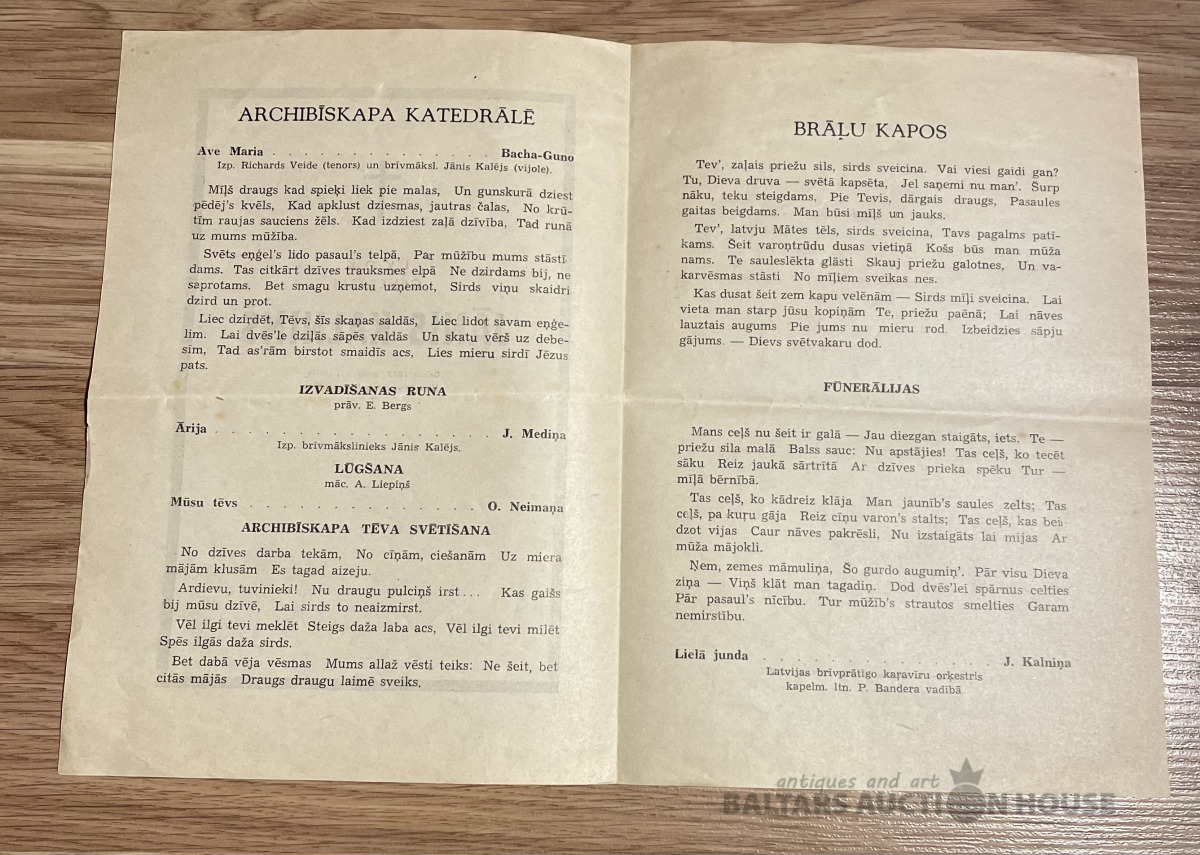 ARCHIBĪSKAPA KATEDRĀLĒ
Ave Maria . . . . . . . . . . . . . . Bacha-Guno
Izp. Richards Veide (tenors) un brīvmāksl. Jānis Kalējs (vijole).
Mīļš draugs kad spieķi liek pie malas, Un gunskurā dziest
pēdēj's kvēls, Kad apklust dziesmas, jautras čalas, No krū-
tīm raujas sauciens žēls. Kad izdziest zaļā dzīvība, Tad runā
uz mums mūžība.
Svēts eņģel's lido pasaul's telpā, Par mūžību mums stāstī
dams. Tas citkārt dzīves trauksmes elpā Ne dzirdams bij, ne
saprotams. Bet smagu krustu uzņemot, Sirds viņu skaidri
dzird un prot.
Liec dzirdēt, Tēvs, šīs skaņas saldās, Liec lidot savam eņģe-
lim. Lai dvēs'le dziļās sāpēs valdās Un skatu vērš uz debe-
sim, Tad as'rām birstot smaidīs acs, Lies mieru sirdī Jēzus
pats.
IZVADĪŠANAS RUNA
prāv. E. Bergs
Ārija . . . . . . . . . . . . . . . . . J. Mediņa
Izp. brīvmākslinieks Jānis Kalējs.
LŪGŠANA
māc. A. Liepiņš
Mūsu tēvs . . . . . . . . . . . . . . . O. Neimaņa
ARCHIBĪSKAPA TĒVA SVĒTĪŠANA
No dzīves darba tekām, No cīņām, ciešanām Uz miera
mājām klusām Es tagad aizeju.
Ardievu, tuvinieki! Nu draugu pulciņš irst... Kas gaišs
bij mūsu dzīvē, Lai sirds to neaizmirst.
Vēl ilgi tevi meklēt Steigs daža laba acs, Vēl ilgi tevi mīlēt
Spēs ilgās daža sirds.
Bet dabā vēja vēsmas Mums allaž vēsti teiks: Ne šeit, bet
citās mājās Draugs draugu laimē sveiks.
BRĀĻU KAPOS
Tev', zaļais priežu sils, sirds sveicina. Vai viesi gaidi gan?
Tu, Dieva druva — svētā kapsēta, Jel saņemi nu man'. Šurp
nāku, teku steigdams, Pie Tevis, dārgais draugs, Pasaules
gaitas beigdams. Man būsi mīļš un jauks.
Tev', latvju Mātes tēls, sirds sveicina, Tavs pagalms patī-
kams. Šeit varoņtrūdu dusas vietiņā Košs būs man mūža
nams. Te saulesiēkta glāsti Skauj priežu galotnes, Un va-
karvēsmas stāsti No mīļiem sveikas nes.
Kas dusat šeit zem kapu velēnām — Sirds mīļi sveicina. Lai
vieta man starp jūsu kopiņām Te, priežu paēnā; Lai nāves
lauztais augums Pie jums nu mieru rod. Izbeidzies sāpju
gājums. — Dievs svētvakaru dod.
FŪNERĀLIJAS
Mans ceļš nu šeit ir galā — Jau diezgan staigāts, iets. Te —
priežu sila malā Balss sauc: Nu apstājies! Tas ceļš, ko tecēt
sāku Reiz jaukā sārtrītā Ar dzīves prieka spēku Tur —
mīļā bērnībā.
Tas ceļš, ko kādreiz klāja Man jaunīb's saules zelts; Tas
ceļš, pa kuŗu gāja Reiz cīņu varon's stalts; Tas ceļš, kas bei
dzot vijas Caur nāves pakrēsli, Nu izstaigāts lai mijas Ar
mūža mājokli.
Ņem, zemes māmuliņa, Šo gurdo augumiņ'. Pār visu Dieva
ziņa — Viņš klāt man tagadiņ. Dod dvēs'lei spārnus celties
Pār pasaul's nīcību. Tur mūžīb's strautos smelties Garam
nemirstību.
Lielā junda . . . . . . . . . . . . . . J. Kalniņa
Latvijas brīvprātīgo kaŗavīru orķestris
kapelm. ltn. P. Bandera vadībā
antiques and art
BALTARS AUCTION HOUSE